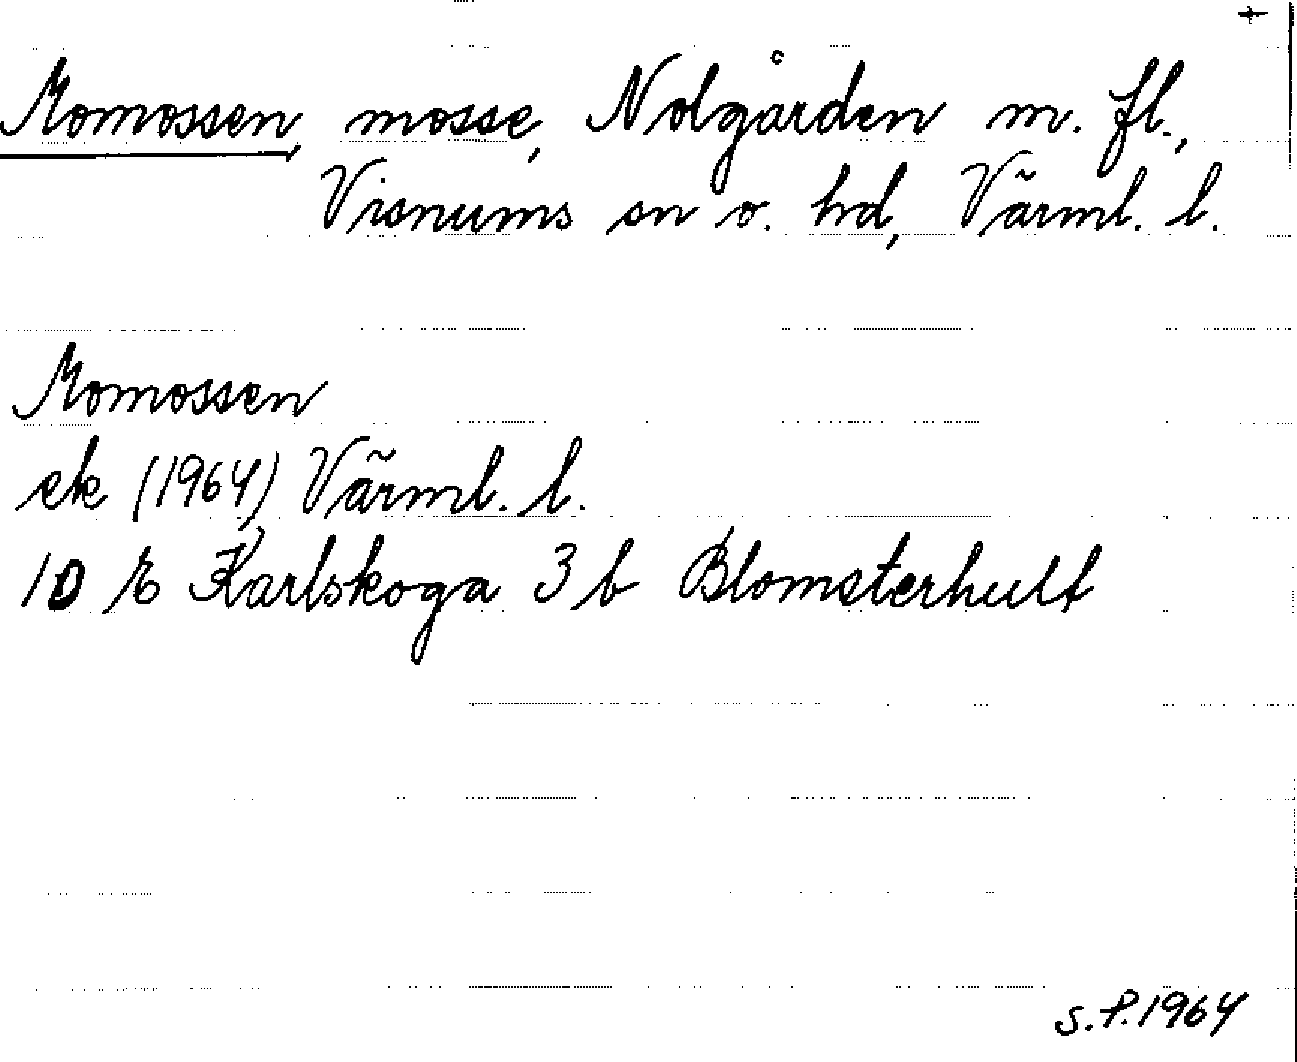 Momossen, mosse, Nolgården m. fl.,
Visnums sn o. hd, Värml. l.
Momossen
ek (1964) Värml. l.
10 E Karlskoga 3 b Blomsterhult
S.P. 1964